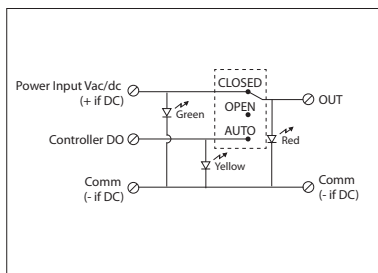 CLOSED
Power Input Vac/dc
(+ if DC)
Green
OUT
OPEN
AUTO
Controller DO
Red
Yellow
Comm
(- if DC)
Comm
(- if DC)